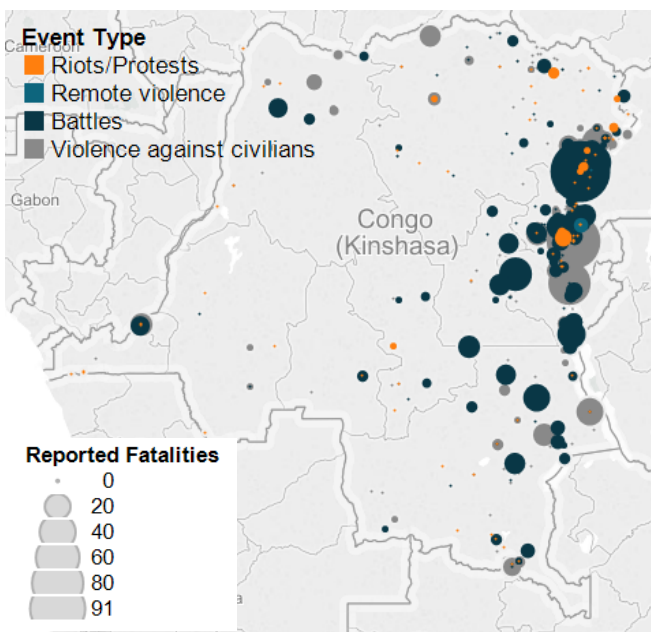 Cameroon
Event Type
Riots/Protests
Remote violence
Battles
Violence against civilians
Gabon
Congo
(Kinshasa)
Reported Fatalities
0
20
40
60
80
91
a